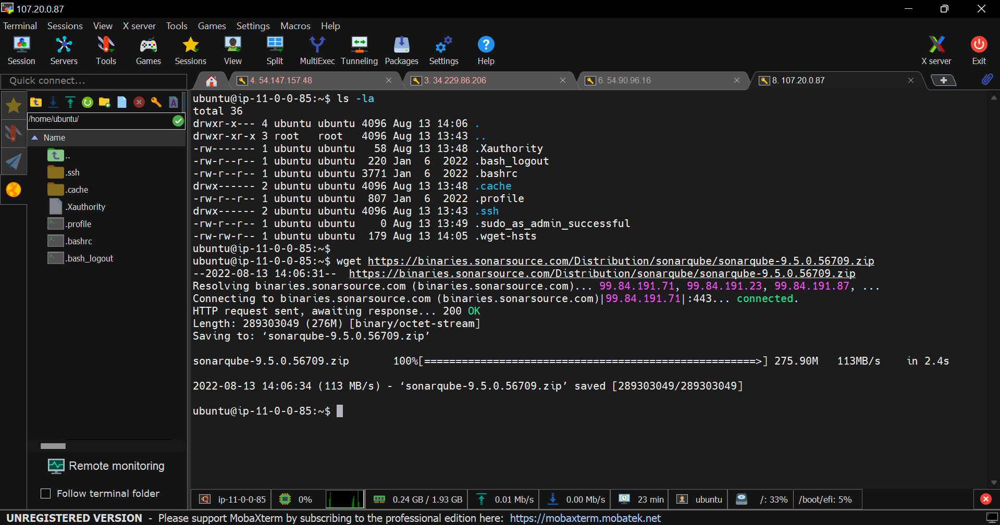 107.20.0.87
Terminal Sessions View X server Tools Games Settings Macros Help
Session Servers Tools Games Sessions View Split MultiExec Tunneling Packages Settings Help X server Exit
Quick connect...
4. 54.147.157.48
3. 34.229.86.206
6. 54.90.96.16
8. 107.20.0.87
/home/ubuntu/
Name
..
.ssh
.cache
.Xauthority
.profile
.bashrc
.bash_logout
Remote monitoring
Follow terminal folder
ubuntu@ip-11-0-0-85:~$ ls -la
total 36
drwxr-x--- 4 ubuntu ubuntu 4096 Aug 13 14:06 .
drwxr-xr-x 3 root   root   4096 Aug 13 13:43 ..
-rw------- 1 ubuntu ubuntu   58 Aug 13 13:48 .Xauthority
-rw-r--r-- 1 ubuntu ubuntu  220 Jan  6  2022 .bash_logout
-rw-r--r-- 1 ubuntu ubuntu 3771 Jan  6  2022 .bashrc
drwx------ 2 ubuntu ubuntu 4096 Aug 13 13:48 .cache
-rw-r--r-- 1 ubuntu ubuntu  807 Jan  6  2022 .profile
drwx------ 2 ubuntu ubuntu 4096 Aug 13 13:43 .ssh
-rw-r--r-- 1 ubuntu ubuntu    0 Aug 13 13:49 .sudo_as_admin_successful
-rw-rw-r-- 1 ubuntu ubuntu  179 Aug 13 14:05 .wget-hsts
ubuntu@ip-11-0-0-85:~$
ubuntu@ip-11-0-0-85:~$ wget https://binaries.sonarsource.com/Distribution/sonarqube/sonarqube-9.5.0.56709.zip
--2022-08-13 14:06:31--  https://binaries.sonarsource.com/Distribution/sonarqube/sonarqube-9.5.0.56709.zip
Resolving binaries.sonarsource.com (binaries.sonarsource.com)... 99.84.191.71, 99.84.191.23, 99.84.191.87, ...
Connecting to binaries.sonarsource.com (binaries.sonarsource.com)|99.84.191.71|:443... connected.
HTTP request sent, awaiting response... 200 OK
Length: 289303049 (276M) [binary/octet-stream]
Saving to: ‘sonarqube-9.5.0.56709.zip’
sonarqube-9.5.0.56709.zip       100%[=====================================================>] 275.90M   113MB/s    in 2.4s
2022-08-13 14:06:34 (113 MB/s) - ‘sonarqube-9.5.0.56709.zip’ saved [289303049/289303049]
ubuntu@ip-11-0-0-85:~$
ip-11-0-0-85 0% 0.24 GB / 1.93 GB 0.01 Mb/s 0.00 Mb/s 23 min ubuntu /: 33% /boot/efi: 5%
UNREGISTERED VERSION - Please support MobaXterm by subscribing to the professional edition here: https://mobaxterm.mobatek.net